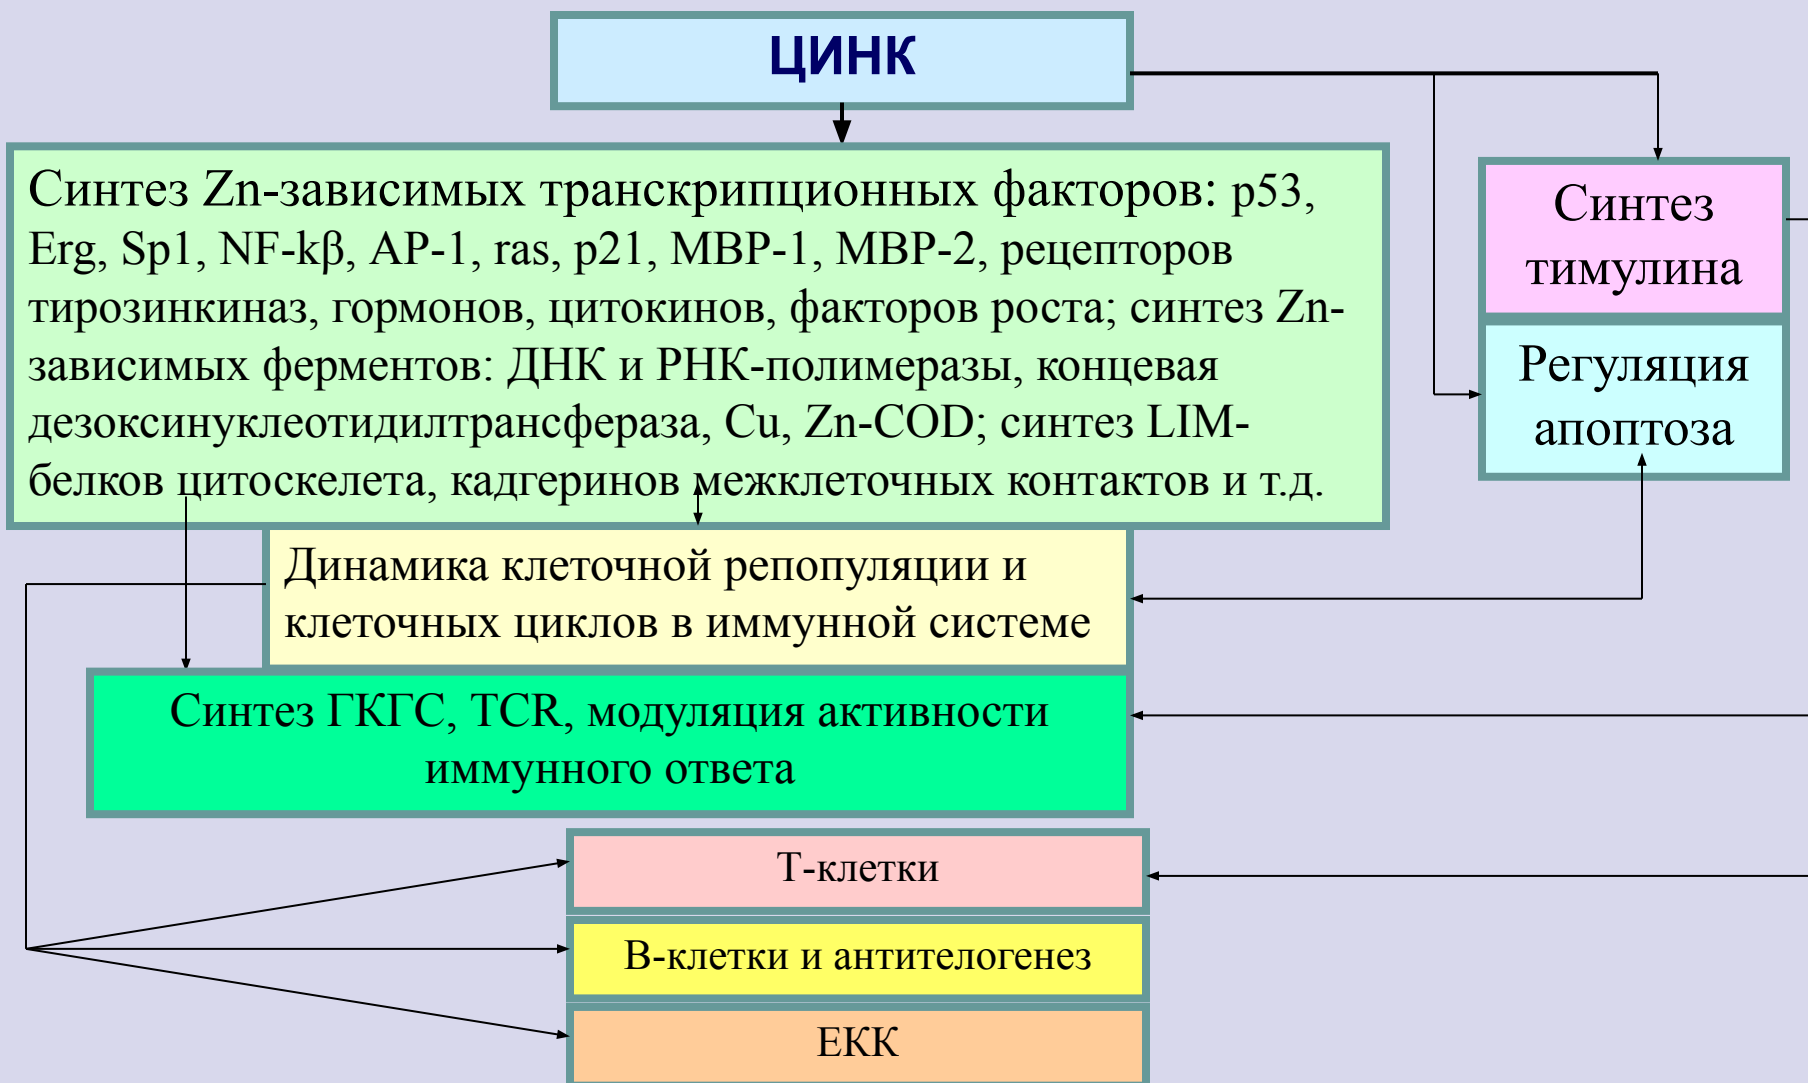 ЦИНК
Синтез Zn-зависимых транскрипционных факторов: p53,
Erg, Sp1, NF-kβ, AP-1, ras, p21, MBP-1, MBP-2, рецепторов
тирозинкиназ, гормонов, цитокинов, факторов роста; синтез Zn-
зависимых ферментов: ДНК и РНК-полимеразы, концевая
дезоксинуклеотидилтрансфераза, Cu, Zn-СОD; синтез LIM-
белков цитоскелета, кадгеринов межклеточных контактов и т.д.
Синтез
тимулина
Регуляция
апоптоза
Динамика клеточной репопуляции и
клеточных циклов в иммунной системе
Синтез ГКГС, TCR, модуляция активности
иммунного ответа
Т-клетки
В-клетки и антителогенез
ЕКК